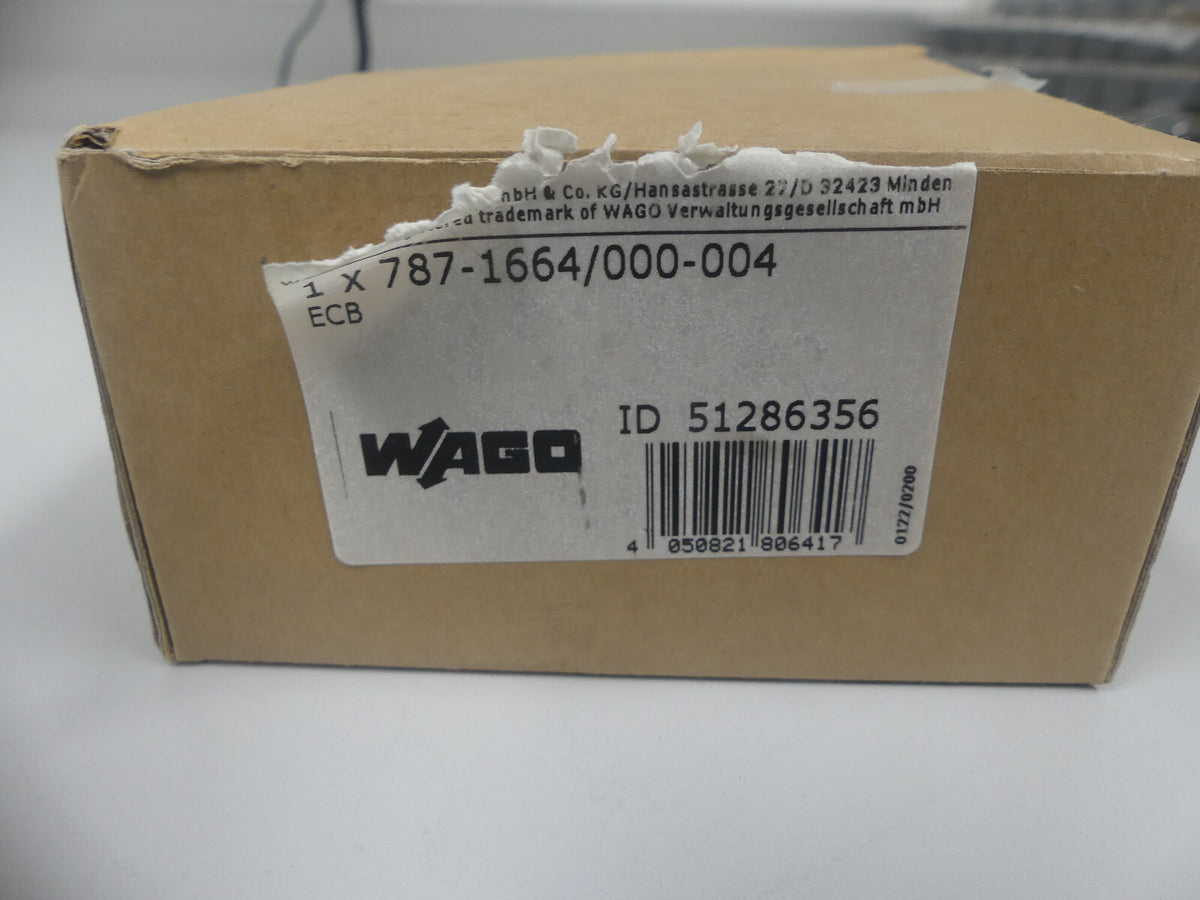 & Co. KG/Hansastrasse 27/D 32423 Minden
trademark of WAGO Verwaltungsgesellschaft mbH
1 x 787-1664/000-004
ECB
WAGO
ID 51286356
4 050821 806417
0122/0200